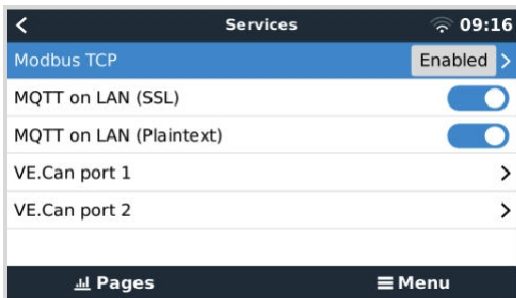 Services 09:16
Modbus TCP Enabled
MQTT on LAN (SSL)
MQTT on LAN (Plaintext)
VE.Can port 1
VE.Can port 2
Pages Menu